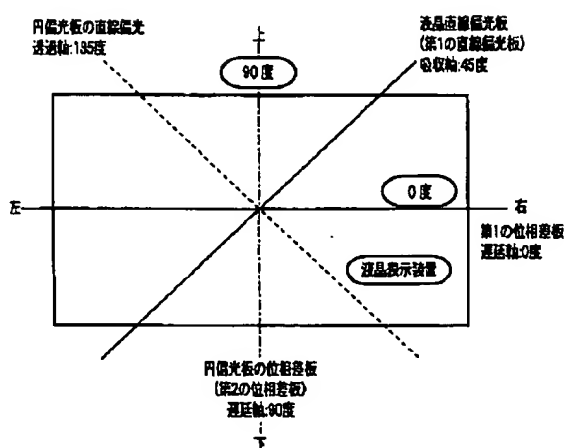 円偏光板の直線偏光
透過軸:135度
上
90度
液晶直線偏光板
(第1の直線偏光板)
吸収軸:45度
左
0度
右
第1の位相差板
遅延軸:0度
液晶表示装置
円偏光板の位相差板
(第2の位相差板)
遅延軸:90度
下